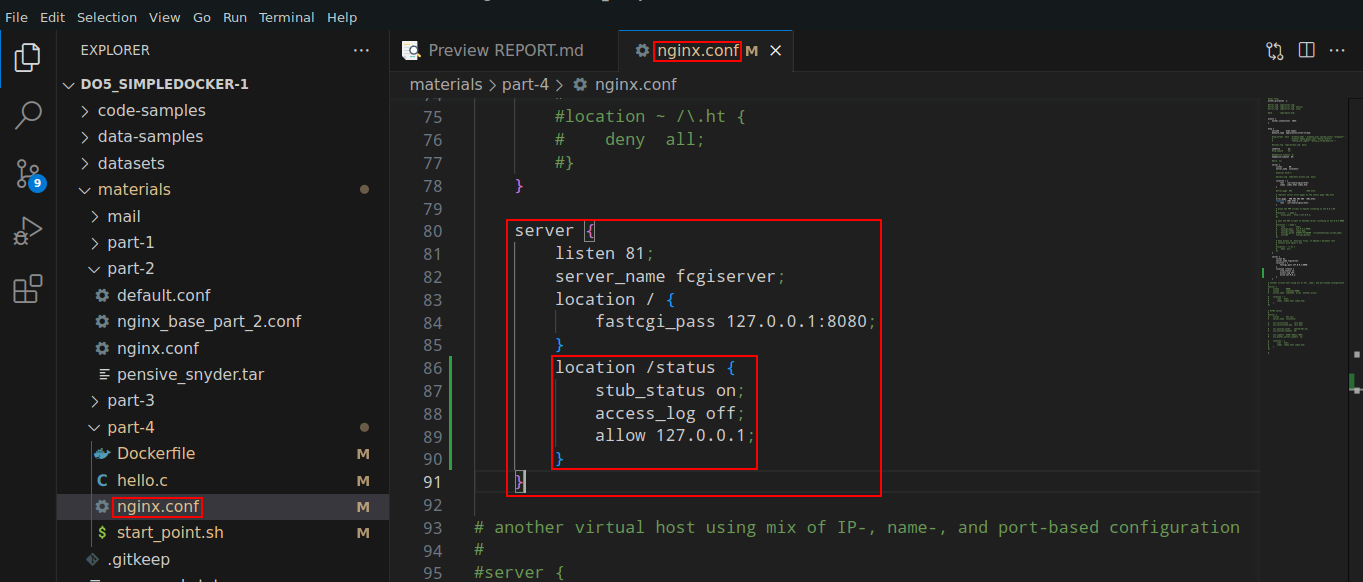 File Edit Selection View Go Run Terminal Help
EXPLORER ...
DO5_SIMPLEDOCKER-1
code-samples
data-samples
datasets
materials
mail
part-1
part-2
default.conf
nginx_base_part_2.conf
nginx.conf
pensive_snyder.tar
part-3
part-4
Dockerfile M
C hello.c M
nginx.conf M
$ start_point.sh M
.gitkeep
9
Preview REPORT.md
nginx.conf M
materials > part-4 > nginx.conf
75 #location ~ /\.ht {
76 #    deny  all;
77 #}
78 }
79
80 server {
81 listen 81;
82 server_name fcgiserver;
83 location / {
84 fastcgi_pass 127.0.0.1:8080;
85 }
86 location /status {
87 stub_status on;
88 access_log off;
89 allow 127.0.0.1;
90 }
91 }
92
93 # another virtual host using mix of IP-, name-, and port-based configuration
94 #
95 #server {